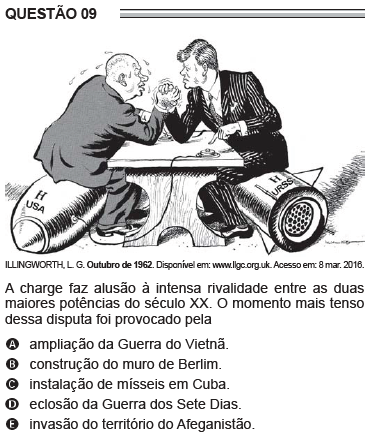 QUESTÃO 09
H
USA
H
URSS
ILLINGWORTH, L. G. Outubro de 1962. Disponível em: www.llgc.org.uk. Acesso em: 8 mar. 2016.
A charge faz alusão à intensa rivalidade entre as duas
maiores potências do século XX. O momento mais tenso
dessa disputa foi provocado pela
A ampliação da Guerra do Vietnã.
B construção do muro de Berlim.
C instalação de mísseis em Cuba.
D eclosão da Guerra dos Sete Dias.
E invasão do território do Afeganistão.